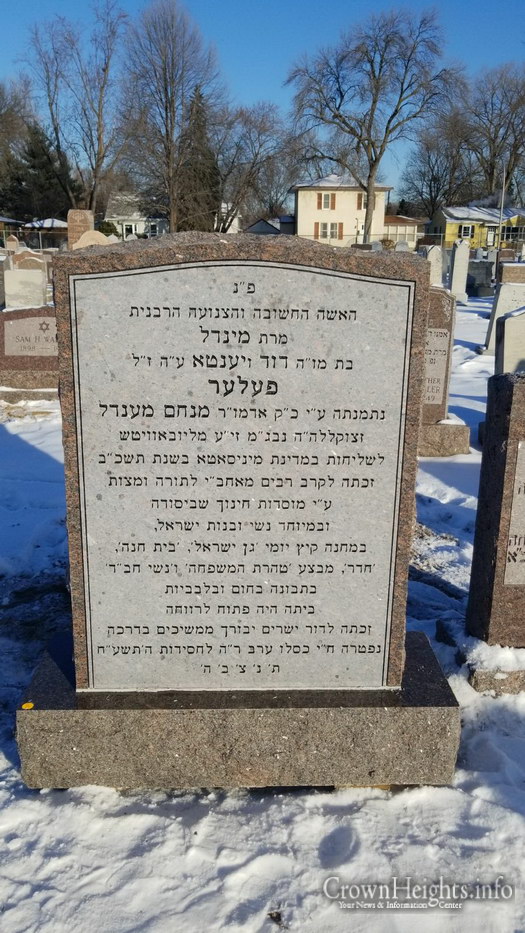 פ״נ
האשה החשובה והצנועה הרבנית
מרת מינדל
בת מו״ה דוד ויענטא ע״ה ז״ל
פעלער
נתמנתה ע״י כ״ק אדמו״ר מנחם מענדל
זצוקללה״ה נבג״מ זי״ע מליובאוויטש
לשליחות במדינת מיניסאטא בשנת תשכ״ב
זכתה לקרב רבים מאחב״י לתורה ומצות
ע״י מוסדות חינוך שביסודה
ובמיוחד נשי ובנות ישראל,
במחנה קיץ יומי ׳גן ישראל׳, ׳בית חנה׳,
׳חדר׳, מבצע ׳טהרת המשפחה׳ ו׳נשי חב״ד׳
בתבונה בחום ובלבביות
ביתה היה פתוח לרווחה
זכתה לדור ישרים יבורך ממשיכים בדרכה
נפטרה ח״י כסלו ערב ר״ה לחסידות ה׳תשע״ח
ת׳ נ׳ צ׳ ב׳ ה׳
SAM H
CrownHeights.info
Your News & Information Center